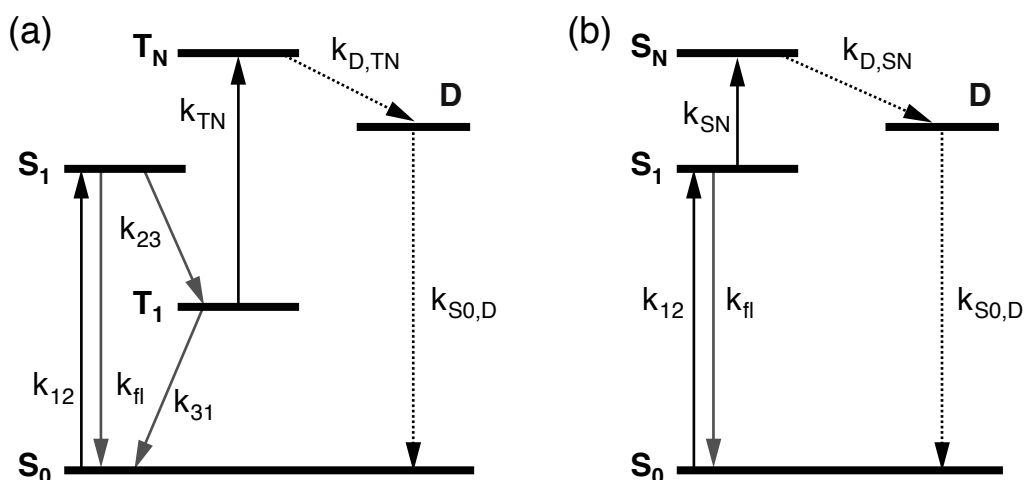 (a)
T_N
k_D,TN
D
k_TN
S_1
k_23
T_1
k_S0,D
k_12
k_fl
k_31
S_0
(b)
S_N
k_D,SN
D
k_SN
S_1
k_12
k_fl
k_S0,D
S_0